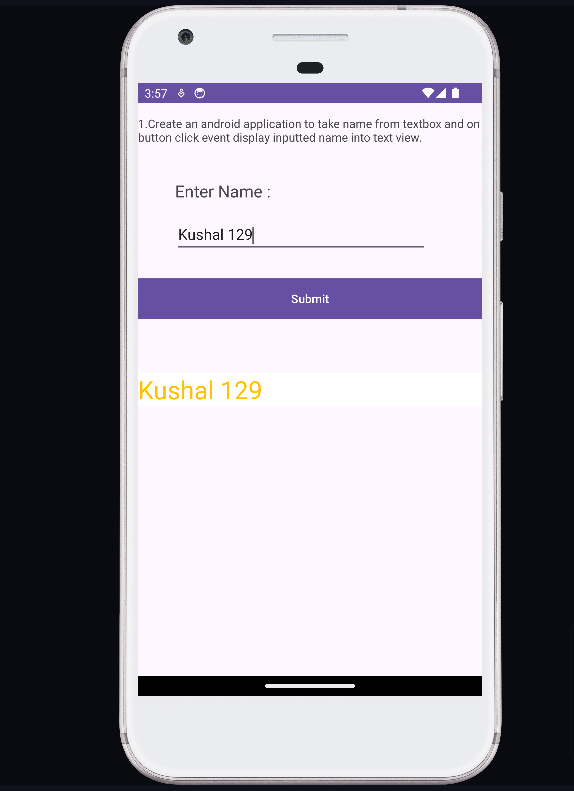 3:57
1.Create an android application to take name from textbox and on
button click event display inputted name into text view.
Enter Name :
Kushal 129
Submit
Kushal 129